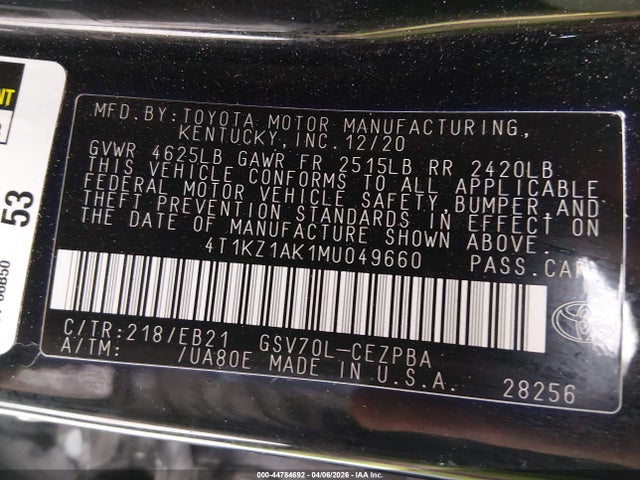 MFD.BY:TOYOTA MOTOR MANUFACTURING,
KENTUCKY,INC.12/20
GVWR 4625LB GAWR FR 2515LB RR 2420LB
THIS VEHICLE CONFORMS TO ALL APPLICABLE
FEDERAL MOTOR VEHICLE SAFETY,BUMPER,AND
THEFT PREVENTION STANDARDS IN EFFECT ON
THE DATE OF MANUFACTURE SHOWN ABOVE.
4T1KZ1AK1MU049660 PASS.CAR
C/TR:218/EB21 GSV70L-CEZPBA
A/TM: /UA80E MADE IN U.S.A.
28256
53
000-44784692 - 04/06/2026 - IAA Inc.